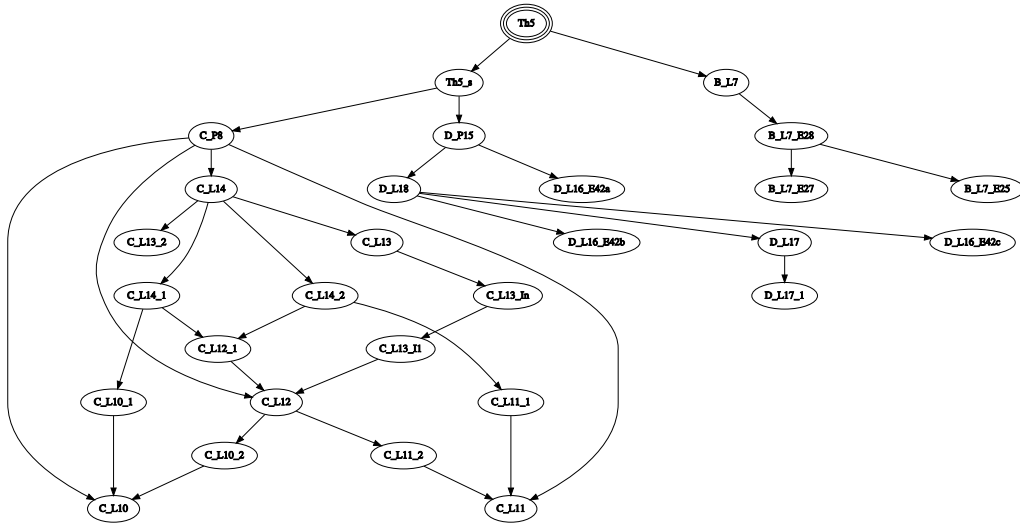 Th5
Th5_a
B_L7
C_P8
D_P15
B_L7_E28
C_L14
D_L18
D_L16_E42a
B_L7_E27
B_L7_E25
C_L13_2
C_L13
D_L16_E42b
D_L17
D_L16_E42c
C_L14_1
C_L14_2
C_L13_In
D_L17_1
C_L12_1
C_L13_I1
C_L10_1
C_L12
C_L11_1
C_L10_2
C_L11_2
C_L10
C_L11